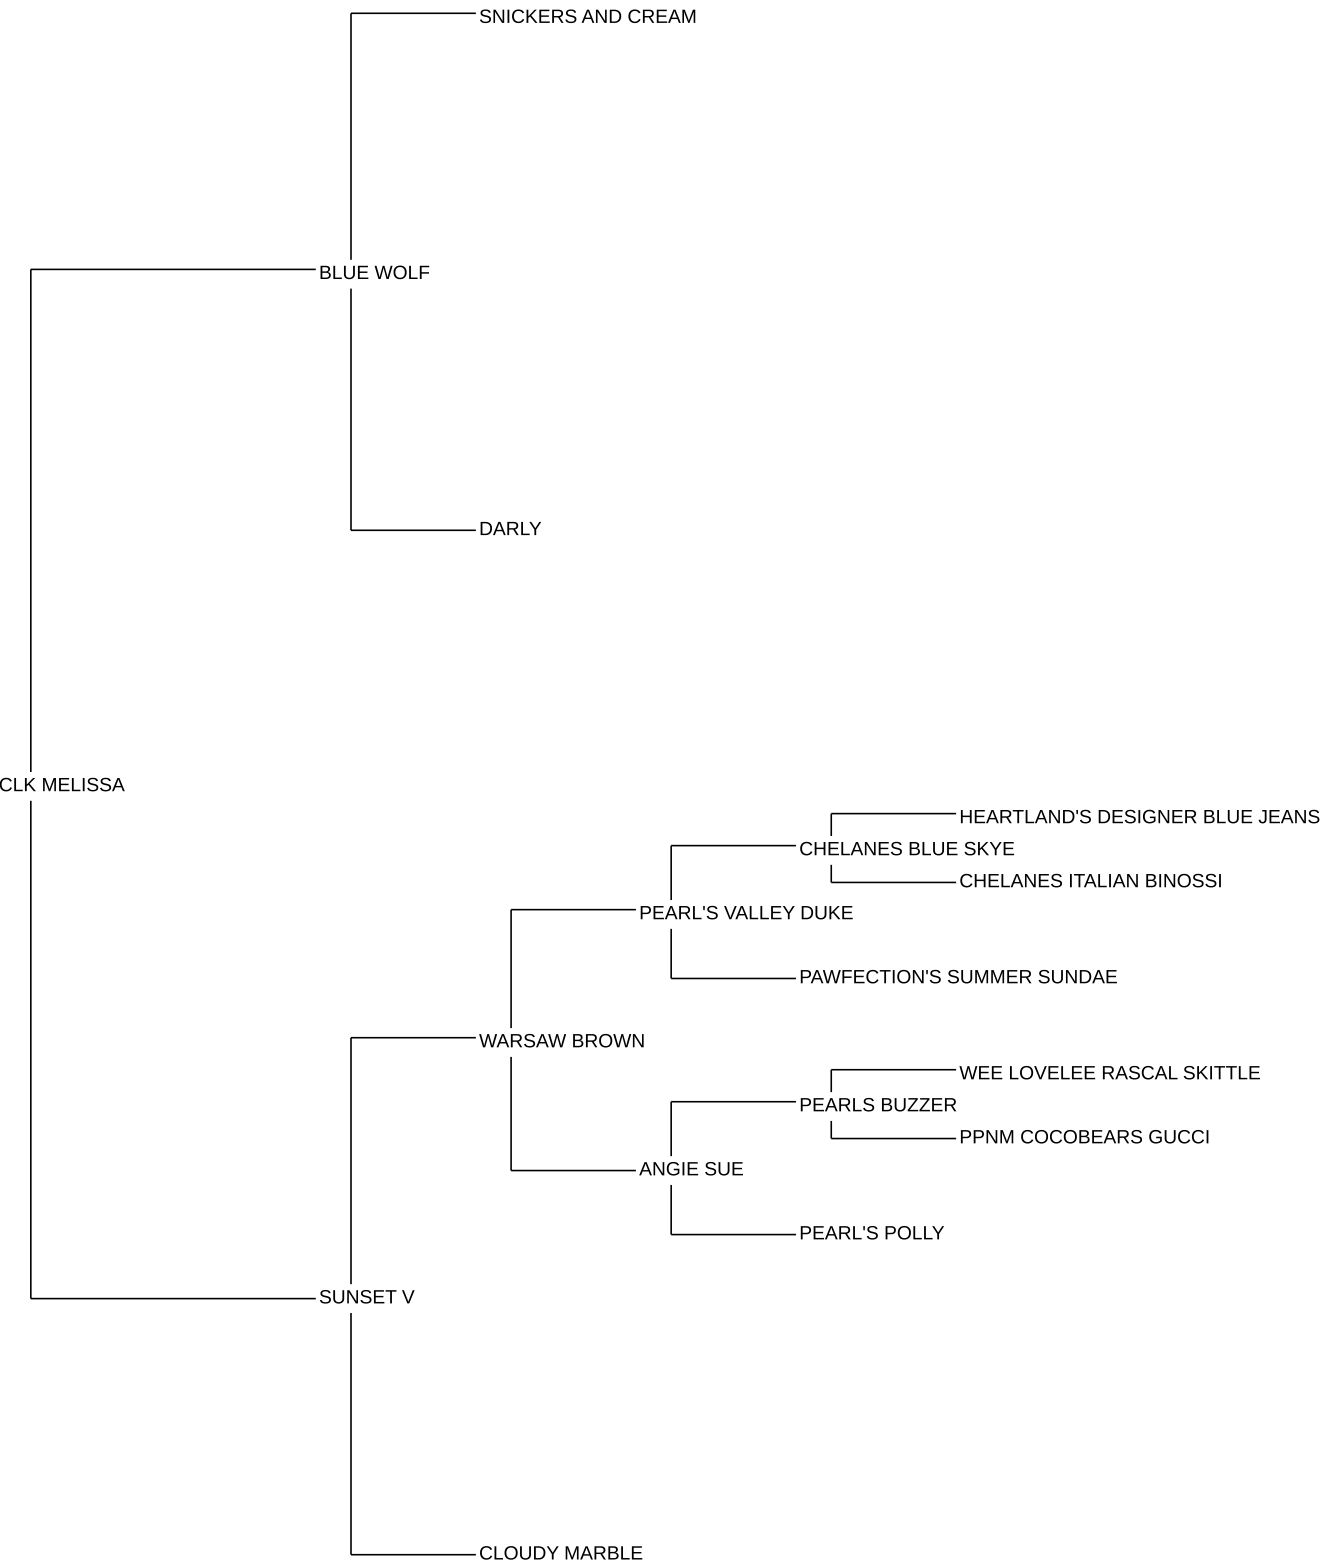 SNICKERS AND CREAM
BLUE WOLF
DARLY
CLK MELISSA
HEARTLAND'S DESIGNER BLUE JEANS
CHELANES BLUE SKYE
CHELANES ITALIAN BINOSSI
PEARL'S VALLEY DUKE
PAWFECTION'S SUMMER SUNDAE
WARSAW BROWN
WEE LOVELEE RASCAL SKITTLE
PEARLS BUZZER
PPNM COCOBEARS GUCCI
ANGIE SUE
PEARL'S POLLY
SUNSET V
CLOUDY MARBLE